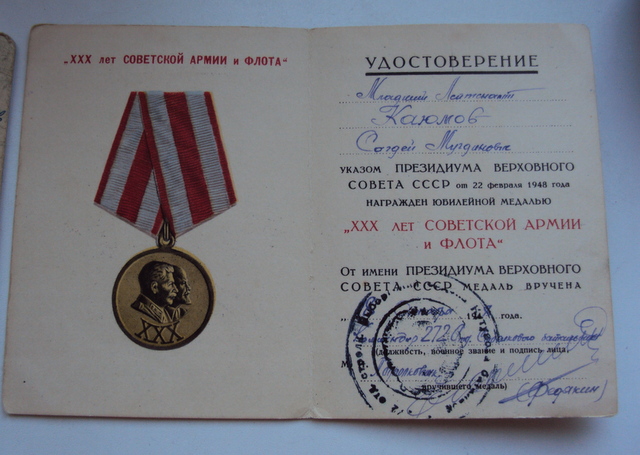 „XXX лет СОВЕТСКОЙ АРМИИ и ФЛОТА“
XXX
УДОСТОВЕРЕНИЕ
Младший Лейтенант
Каюмов
УКАЗОМ ПРЕЗИДИУМА ВЕРХОВНОГО
СОВЕТА СССР от 22 февраля 1948 года
НАГРАЖДЕН ЮБИЛЕЙНОЙ МЕДАЛЬЮ
„XXX ЛЕТ СОВЕТСКОЙ АРМИИ
и ФЛОТА“
От имени ПРЕЗИДИУМА ВЕРХОВНОГО
СОВЕТА СССР МЕДАЛЬ ВРУЧЕНА
года.
272
(должность, воинское звание и подпись лица,
вручившего медаль)
(Федякин)